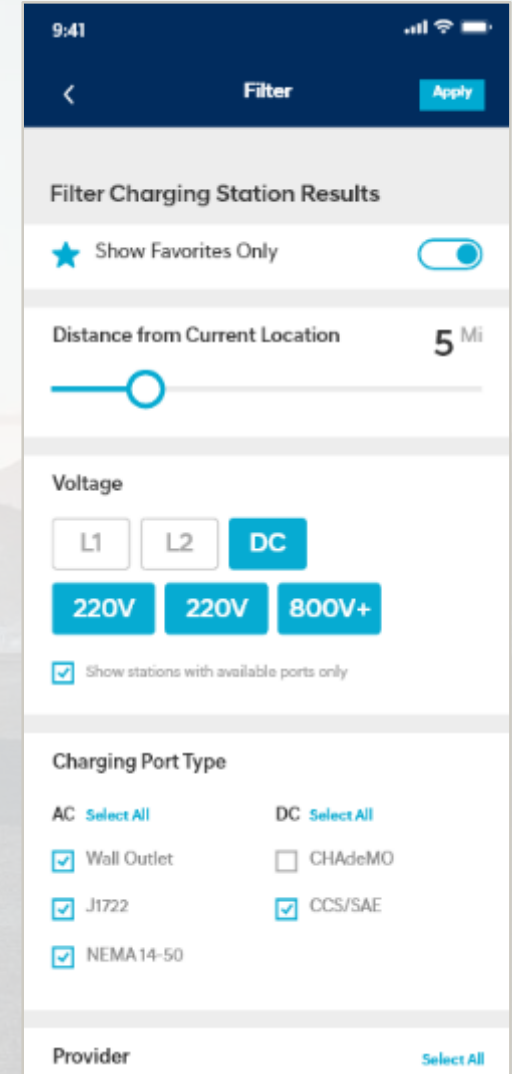 9:41
Filter
Apply
Filter Charging Station Results
Show Favorites Only
Distance from Current Location
5 Mi
Voltage
L1 L2 DC
220V 220V 800V+
Show stations with available ports only
Charging Port Type
AC Select All DC Select All
Wall Outlet CHAdeMO
J1722 CCS/SAE
NEMA 14-50
Provider Select All